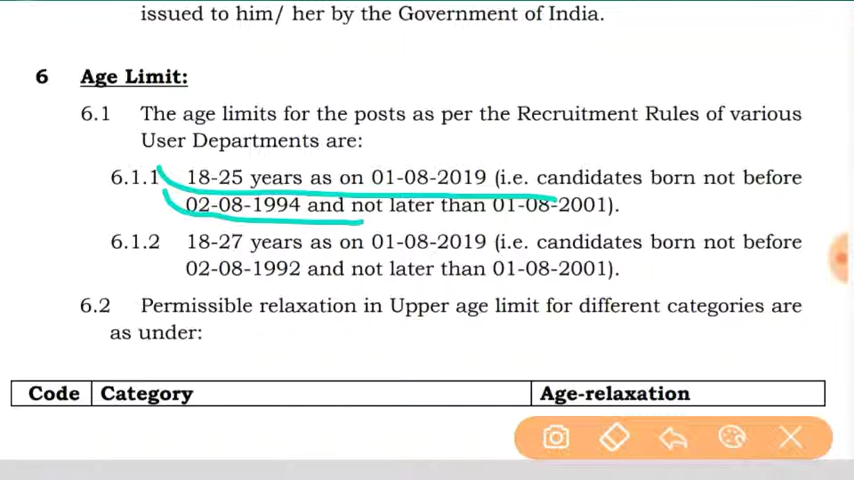 issued to him/ her by the Government of India.
6 Age Limit:
6.1 The age limits for the posts as per the Recruitment Rules of various
User Departments are:
6.1.1 18-25 years as on 01-08-2019 (i.e. candidates born not before
02-08-1994 and not later than 01-08-2001).
6.1.2 18-27 years as on 01-08-2019 (i.e. candidates born not before
02-08-1992 and not later than 01-08-2001).
6.2 Permissible relaxation in Upper age limit for different categories are
as under:
Code Category Age-relaxation